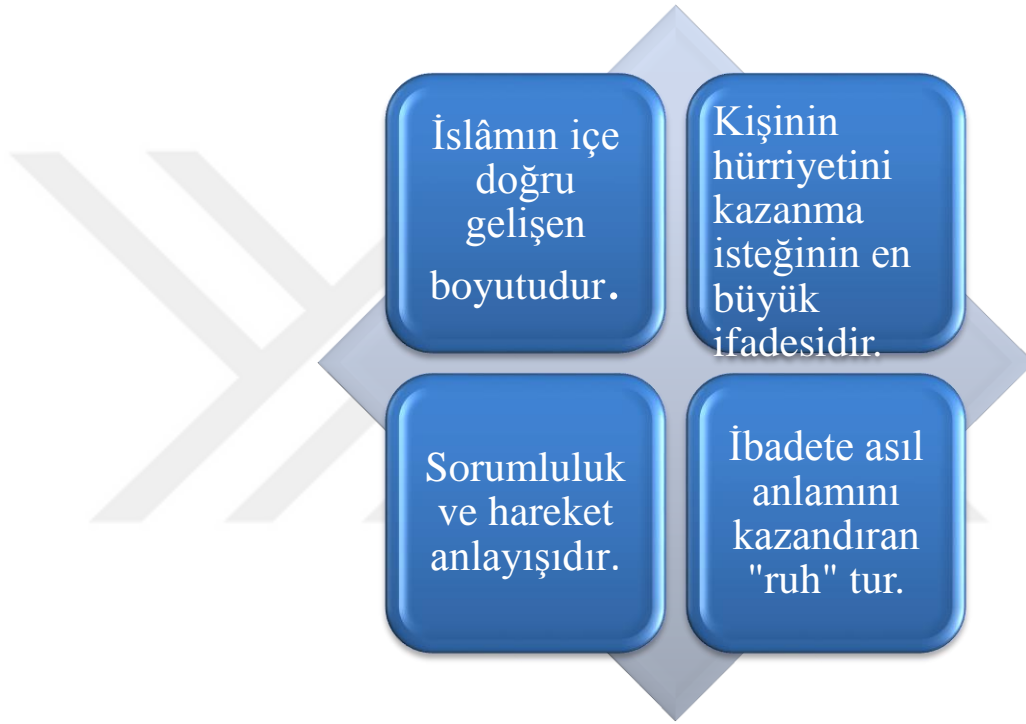 İslâmın içe
doğru
gelişen
boyutudur.
Kişinin
hürriyetini
kazanma
isteğinin en
büyük
ifadesidir.
Sorumluluk
ve hareket
anlayışıdır.
İbadete asıl
anlamını
kazandıran
"ruh" tur.